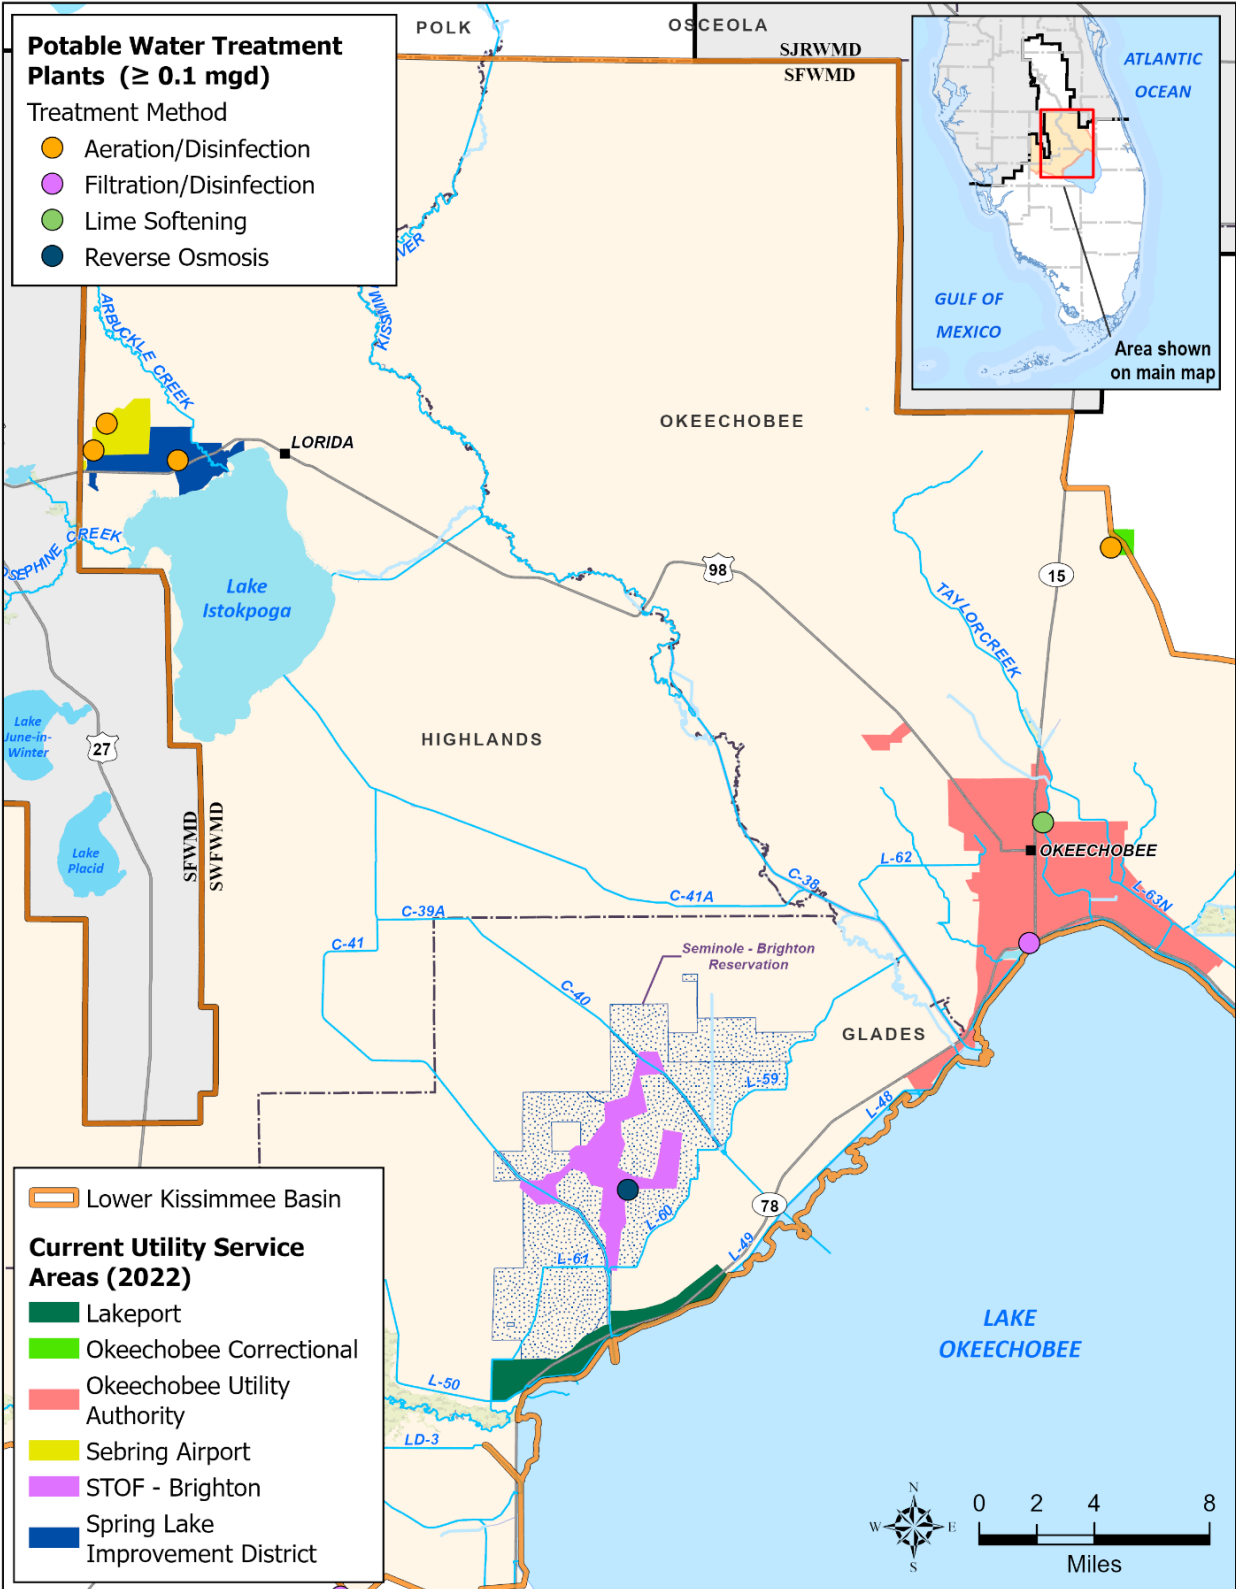 Potable Water Treatment
Plants (≥ 0.1 mgd)
Treatment Method
Aeration/Disinfection
Filtration/Disinfection
Lime Softening
Reverse Osmosis
POLK
OSCEOLA
SJRWMD
SFWMD
ATLANTIC
OCEAN
GULF OF
MEXICO
Area shown
on main map
KISSIMM
VER
ARBUCKLE CREEK
OKEECHOBEE
LORIDA
OSEPHINE CREEK
Lake
Istokpoga
98
15
TAYLOR CREEK
Lake
June-in-
Winter
27
HIGHLANDS
SFWMD
SWFWMD
Lake
Placid
OKEECHOBEE
L-62
L-63N
C-38
C-41A
C-39A
C-41
Seminole - Brighton
Reservation
C-40
GLADES
L-59
L-48
L-60
78
L-49
L-61
LAKE
OKEECHOBEE
L-50
LD-3
Lower Kissimmee Basin
Current Utility Service
Areas (2022)
Lakeport
Okeechobee Correctional
Okeechobee Utility
Authority
Sebring Airport
STOF - Brighton
Spring Lake
Improvement District
N
W
E
S
0 2 4 8
Miles